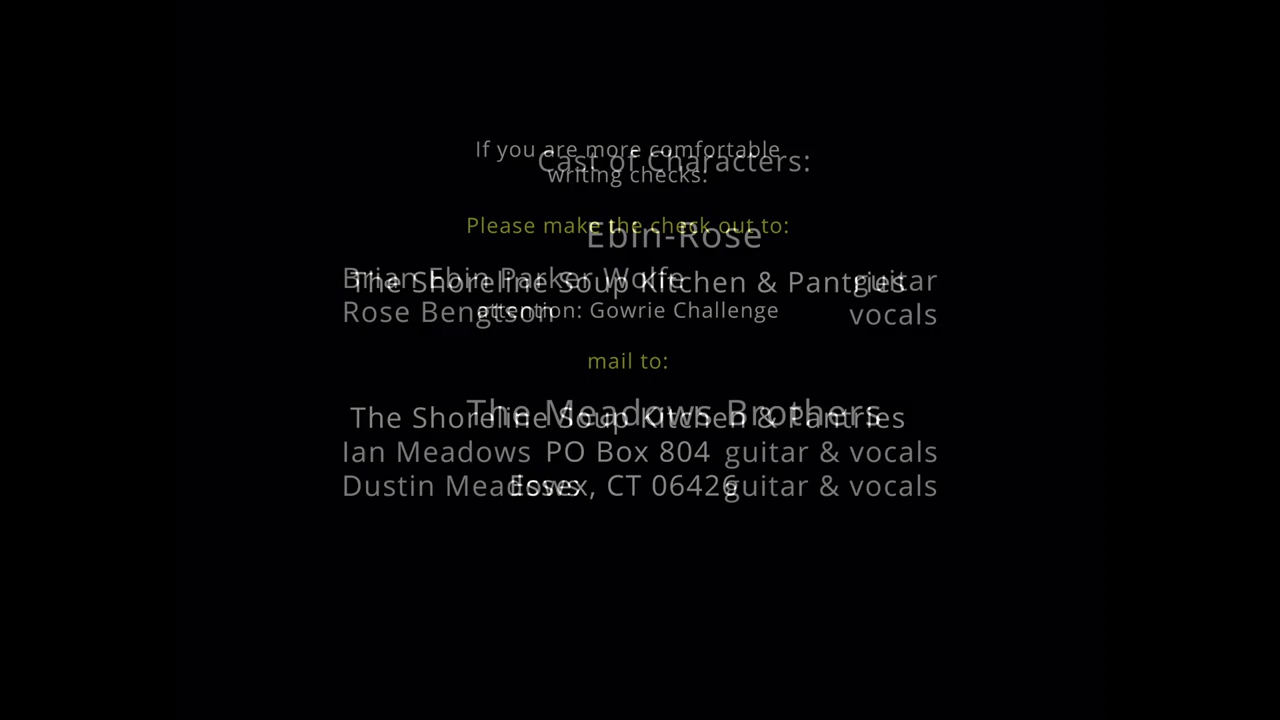 If you are more comfortable
writing checks:
Please make the check out to:
The Shoreline Soup Kitchen & Pantries
attention: Gowrie Challenge
mail to:
The Shoreline Soup Kitchen & Pantries
PO Box 804
Essex, CT 06426
Cast of Characters:
Ebin-Rose
Brian Ebin Parker Wolfe guitar
Rose Bengtson vocals
The Meadows Brothers
Ian Meadows guitar & vocals
Dustin Meadows guitar & vocals